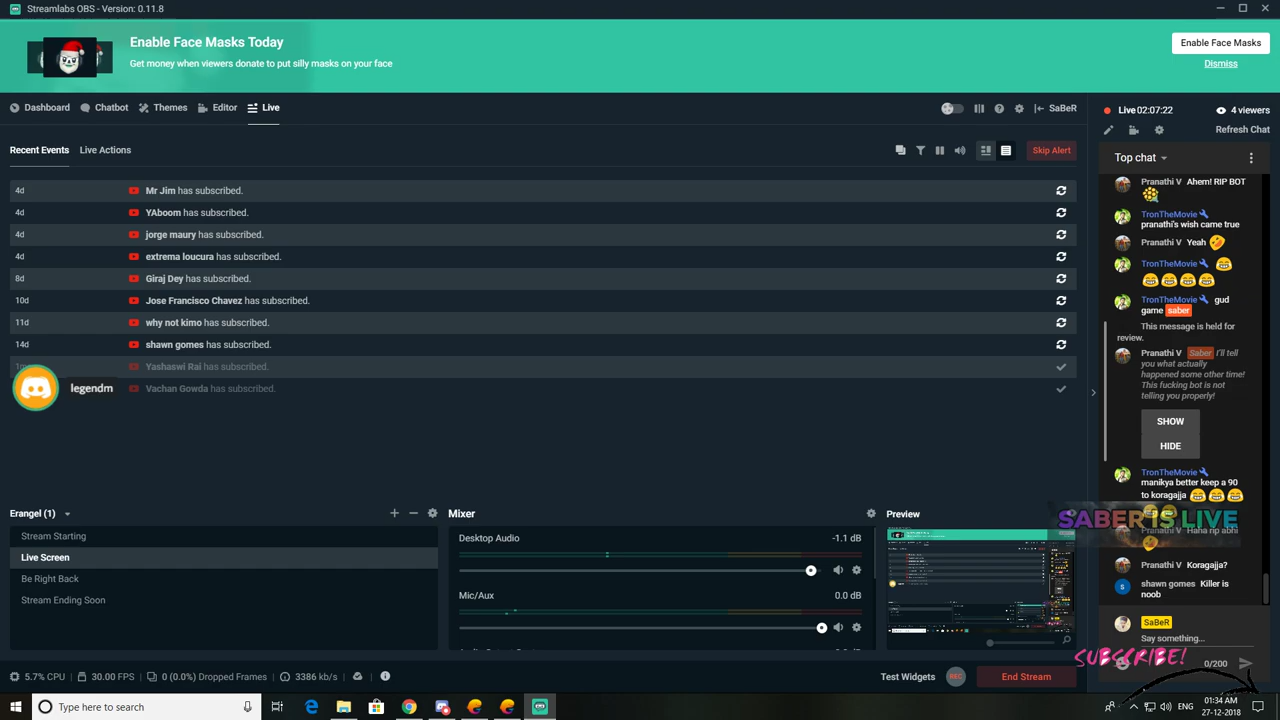 Streamlabs OBS - Version: 0.11.8
Enable Face Masks Today
Get money when viewers donate to put silly masks on your face
Enable Face Masks
Dismiss
Dashboard
Chatbot
Themes
Editor
Live
SaBeR
Live 02:07:22
4 viewers
Refresh Chat
Recent Events
Live Actions
Skip Alert
4d Mr Jim has subscribed.
4d YAboom has subscribed.
4d jorge maury has subscribed.
4d extrema loucura has subscribed.
8d Giraj Dey has subscribed.
10d Jose Francisco Chavez has subscribed.
11d why not kimo has subscribed.
14d shawn gomes has subscribed.
Yashaswi Rai has subscribed.
Vachan Gowda has subscribed.
legendm
Top chat
Pranathi V Ahem! RIP BOT
TronTheMovie
pranathi's wish came true
Pranathi V Yeah
TronTheMovie
TronTheMovie gud
game saber
This message is held for
review.
Pranathi V Saber I'll tell
you what actually
happened some other time!
This fucking bot is not
telling you properly!
SHOW
HIDE
TronTheMovie
manikya better keep a 90
to koragajja
SABER IS LIVE
Pranathi V Haha rip abhi
Pranathi V Koragajja?
S shawn gomes Killer is
noob
SaBeR
Say something...
SUBSCRIBE!
0/200
Erangel (1)
Stream Starting
Live Screen
Be Right Back
Stream Ending Soon
Mixer
Desktop Audio -1.1 dB
Mic/Aux 0.0 dB
Preview
5.7% CPU
30.00 FPS
0 (0.0%) Dropped Frames
3386 kb/s
Test Widgets
REC
End Stream
Type here to search
01:34 AM
27-12-2018